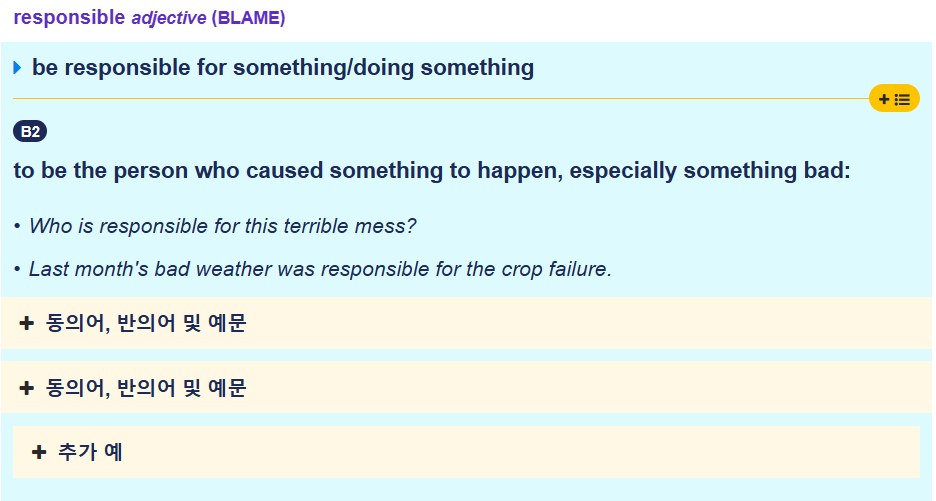 responsible adjective (BLAME)
be responsible for something/doing something
B2
to be the person who caused something to happen, especially something bad:
• Who is responsible for this terrible mess?
• Last month's bad weather was responsible for the crop failure.
동의어, 반의어 및 예문
동의어, 반의어 및 예문
추가 예